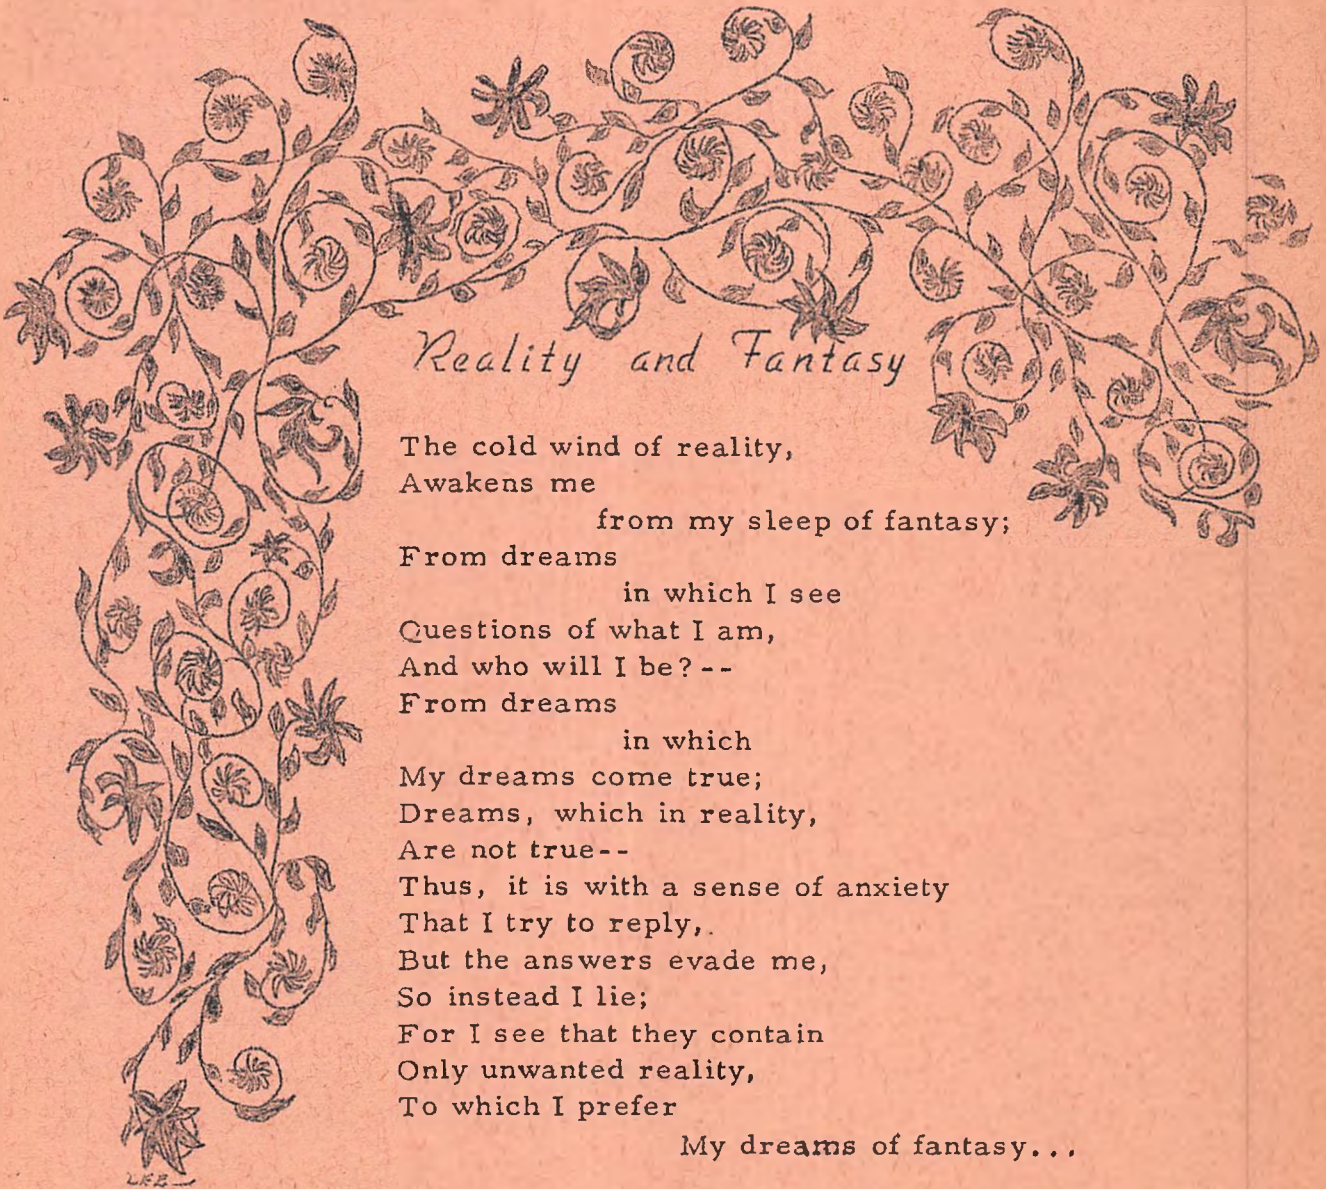 Reality and Fantasy
The cold wind of reality,
Awakens me
from my sleep of fantasy;
From dreams
in which I see
Questions of what I am,
And who will I be? --
From dreams
in which
My dreams come true;
Dreams, which in reality,
Are not true--
Thus, it is with a sense of anxiety
That I try to reply,.
But the answers evade me,
So instead I lie;
For I see that they contain
Only unwanted reality,
To which I prefer
My dreams of fantasy...